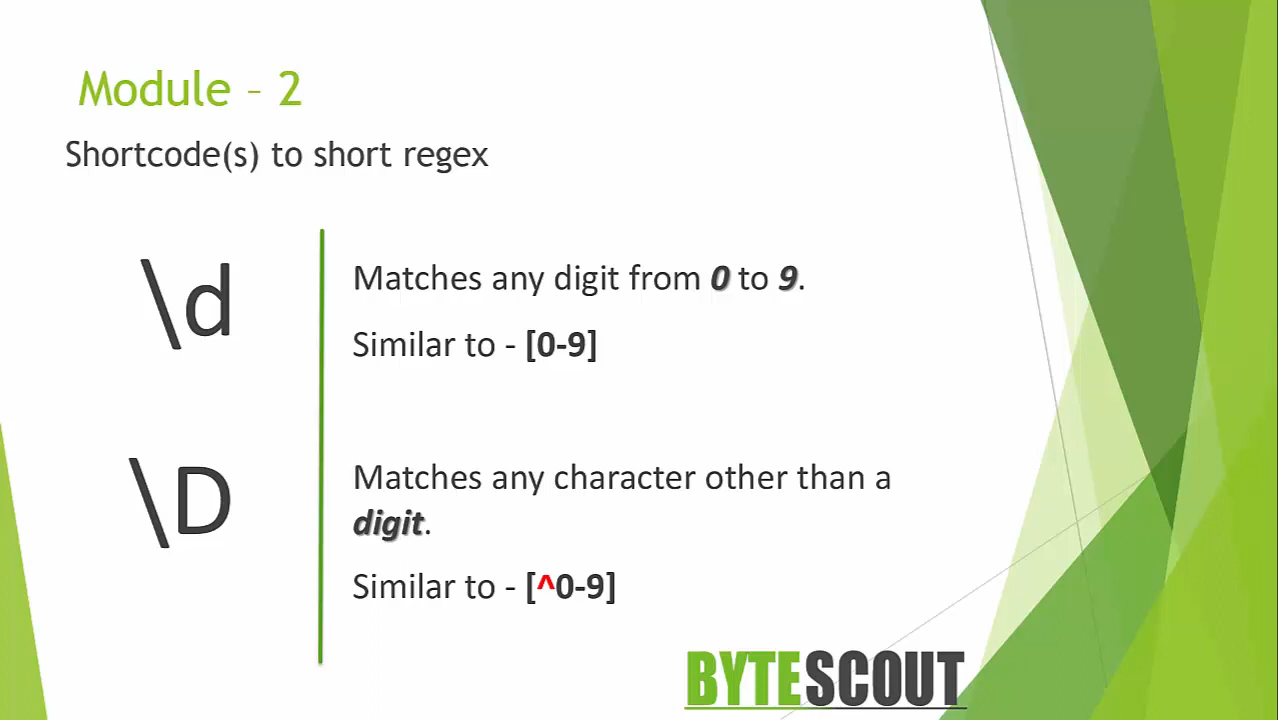 Module – 2
Shortcode(s) to short regex
\d
Matches any digit from 0 to 9.
Similar to - [0-9]
\D
Matches any character other than a
digit.
Similar to - [^0-9]
BYTESCOUT